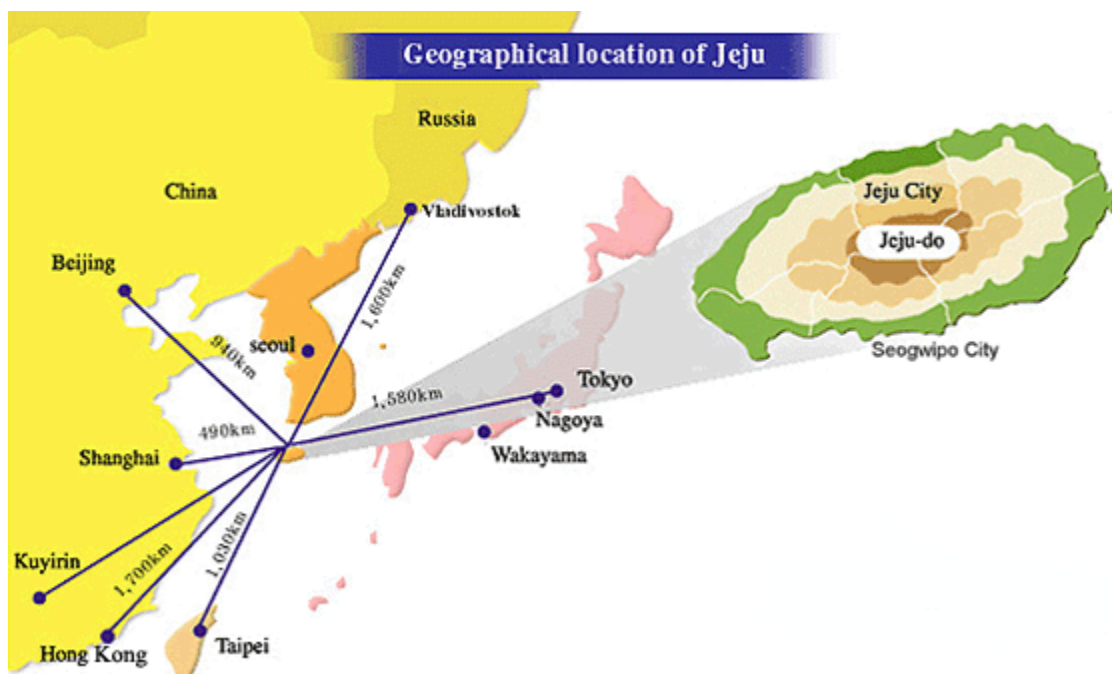 Geographical location of Jeju
Russia
China
Jeju City
Vladivostok
Jeju-do
Beijing
1,600km
940km
seoul
Seogwipo City
1,580km
Tokyo
Nagoya
490km
Shanghai
Wakayama
1,030km
Kuyirin
1,700km
Taipei
Hong Kong